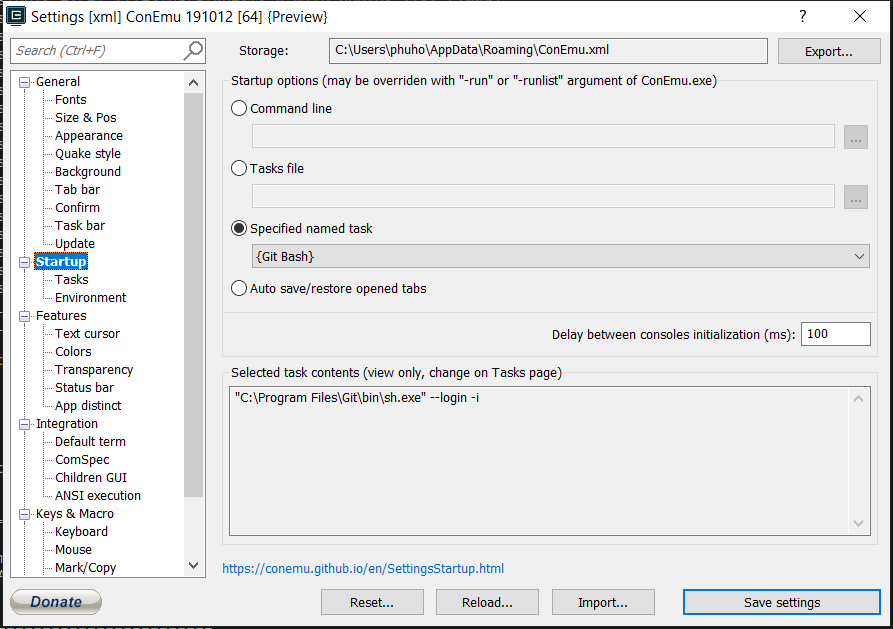 Settings [xml] ConEmu 191012 [64] {Preview}
?
Search (Ctrl+F)
Storage:
C:\Users\phuho\AppData\Roaming\ConEmu.xml
Export...
General
Fonts
Size & Pos
Appearance
Quake style
Background
Tab bar
Confirm
Task bar
Update
Startup
Tasks
Environment
Features
Text cursor
Colors
Transparency
Status bar
App distinct
Integration
Default term
ComSpec
Children GUI
ANSI execution
Keys & Macro
Keyboard
Mouse
Mark/Copy
Startup options (may be overriden with "-run" or "-runlist" argument of ConEmu.exe)
Command line
...
Tasks file
...
Specified named task
{Git Bash}
Auto save/restore opened tabs
Delay between consoles initialization (ms):
100
Selected task contents (view only, change on Tasks page)
"C:\Program Files\Git\bin\sh.exe" --login -i
https://conemu.github.io/en/SettingsStartup.html
Donate
Reset...
Reload...
Import...
Save settings